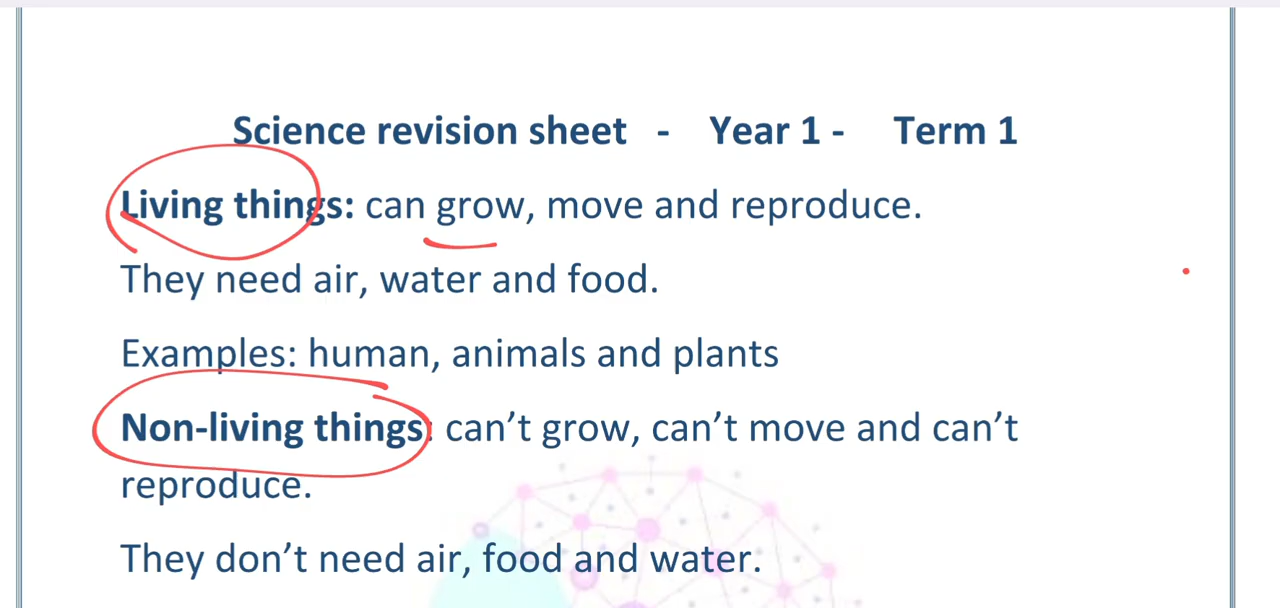 Science revision sheet - Year 1 - Term 1
Living things: can grow, move and reproduce.
They need air, water and food.
Examples: human, animals and plants
Non-living things: can’t grow, can’t move and can’t
reproduce.
They don’t need air, food and water.